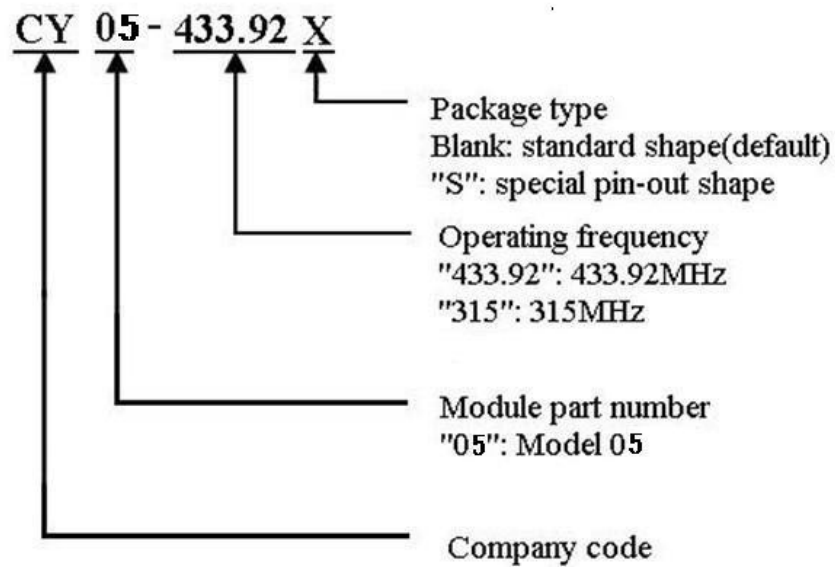 CY 05-433.92 X
Package type
Blank: standard shape(default)
"S": special pin-out shape
Operating frequency
"433.92": 433.92MHz
"315": 315MHz
Module part number
"05": Model 05
Company code